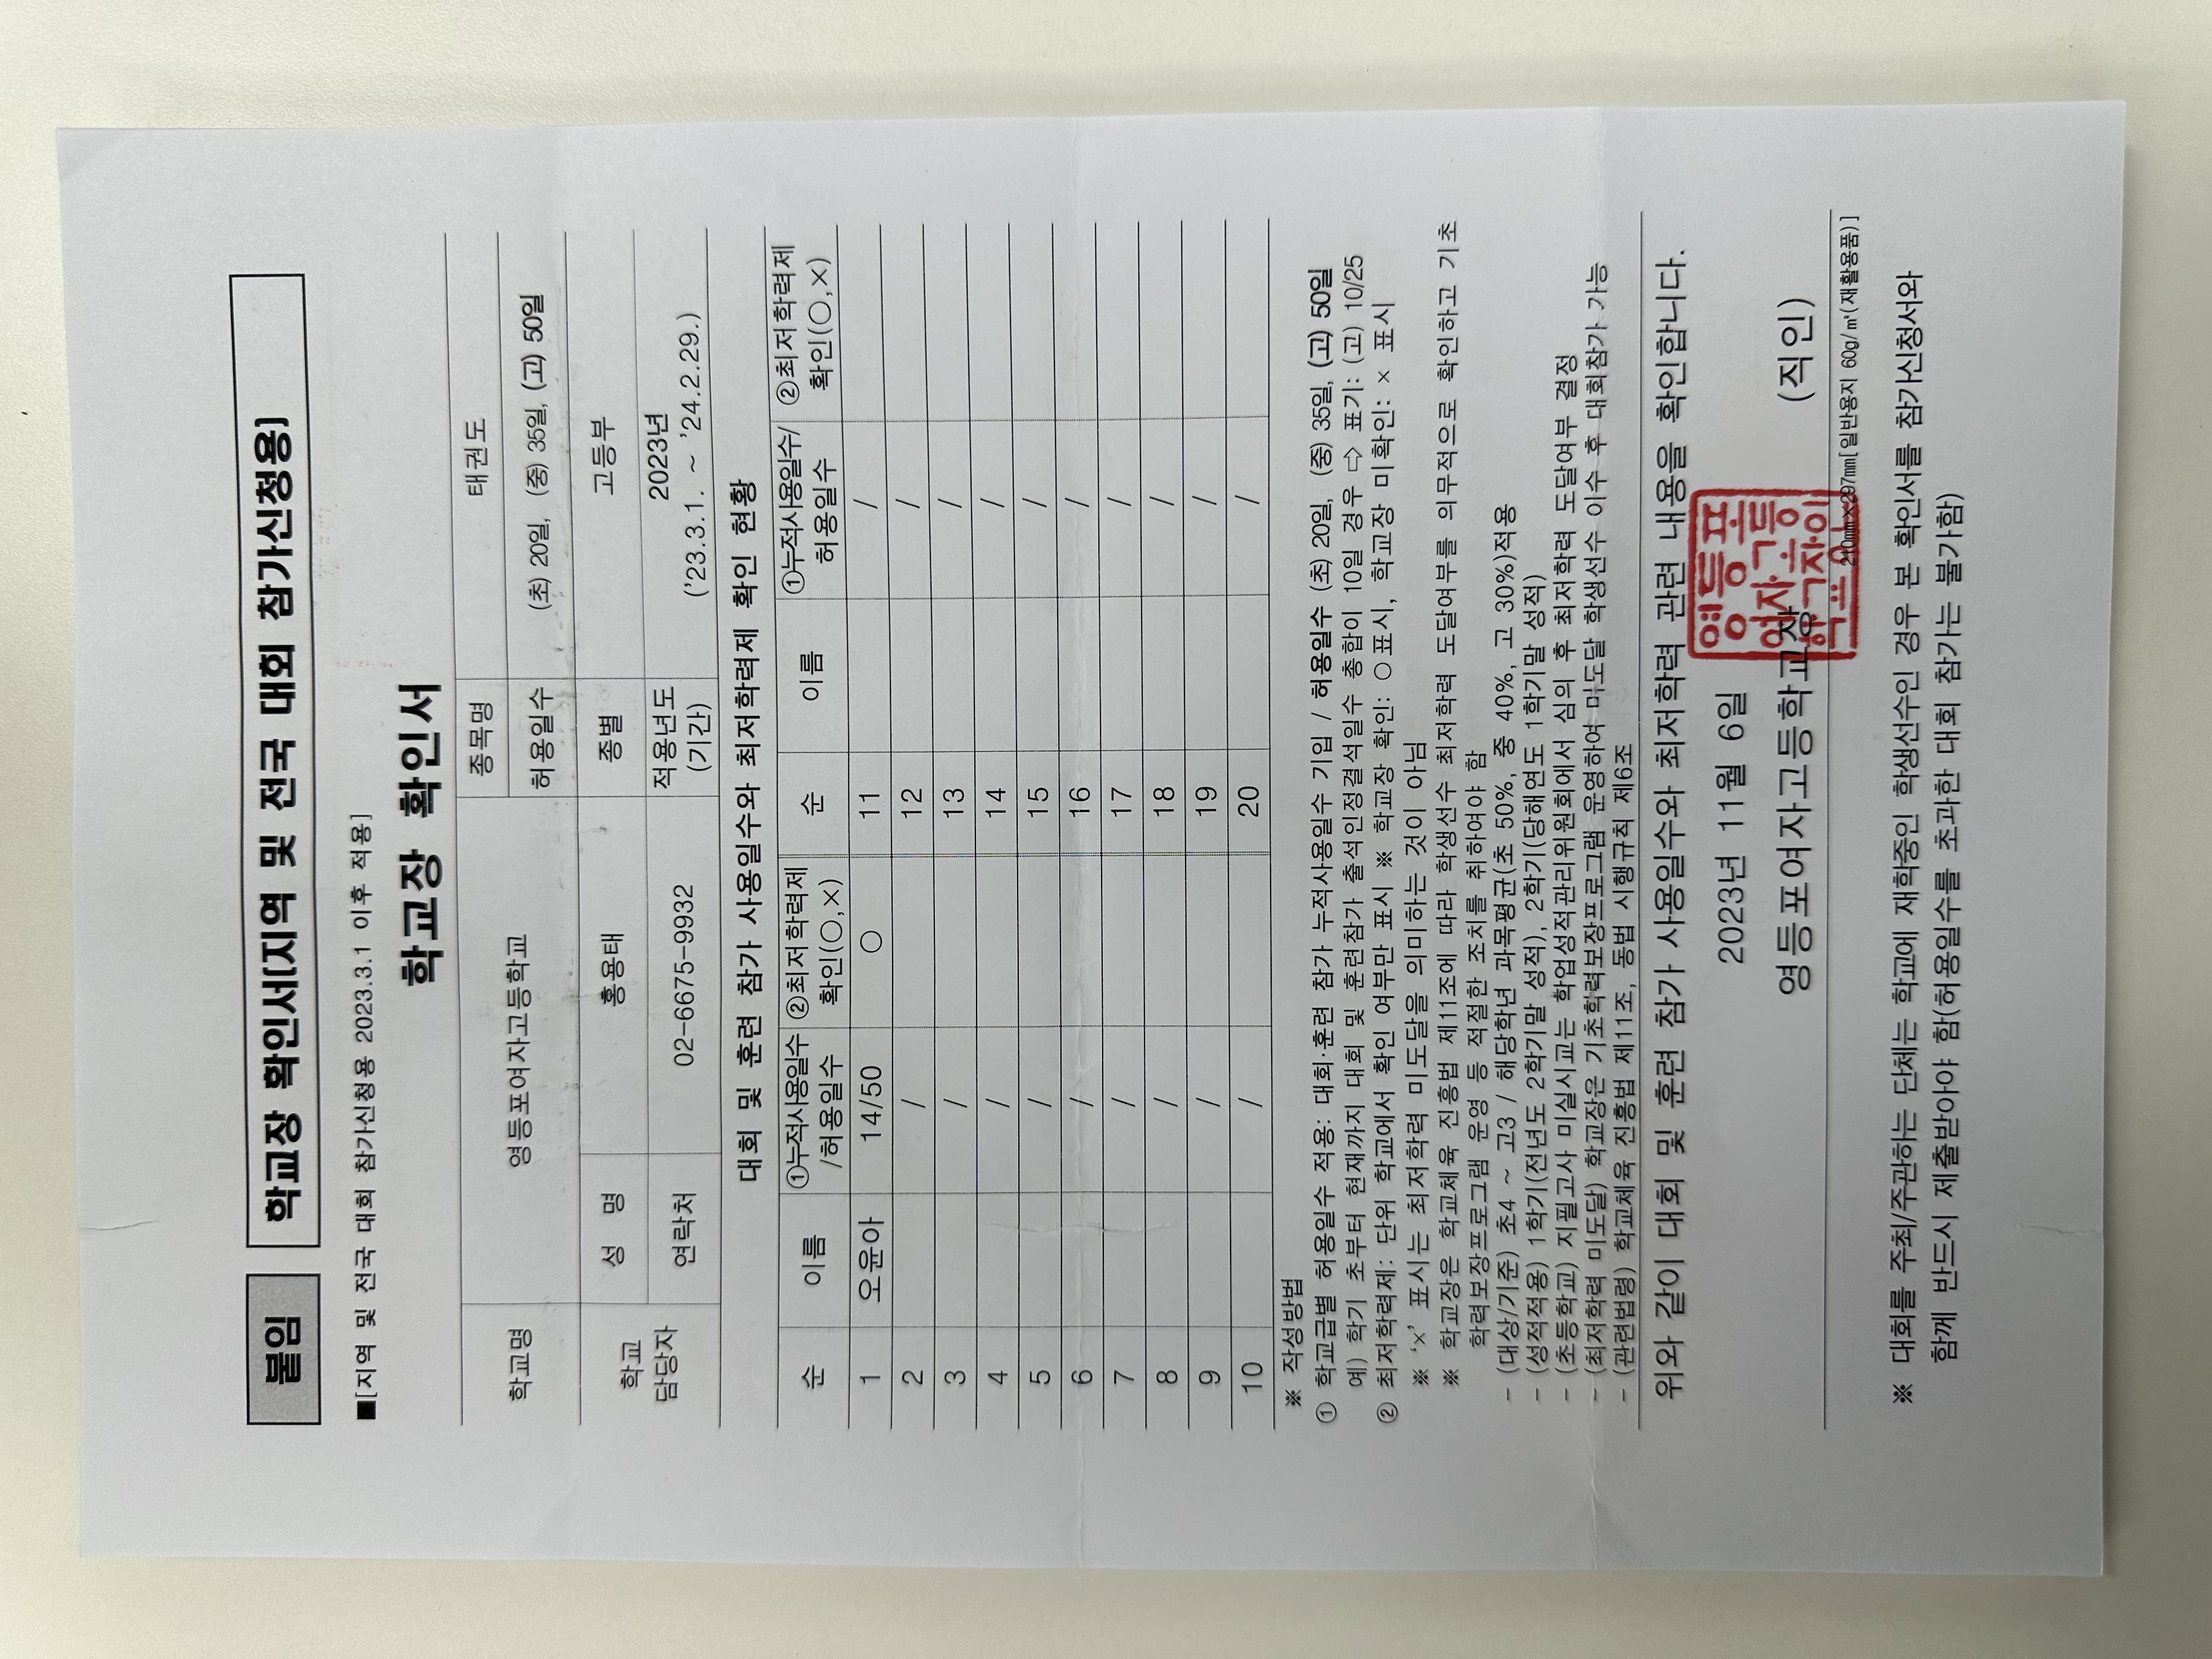 붙임 학교장 확인서[지역 및 전국 대회 참가신청용]
■[지역 및 전국 대회 참가신청용 2023.3.1 이후 적용]
학교장 확인서
학교명 영등포여자고등학교 종목명 태권도
허용일수 (초) 20일, (중) 35일, (고) 50일
학교 담당자 성 명 홍용태 종별 고등부
연락처 02-6675-9932 적용년도 (기간) 2023년 ('23.3.1. ~ '24.2.29.)
대회 및 훈련 참가 사용일수와 최저학력제 확인 현황
순 이름 ①누적사용일수 /허용일수 ②최저학력제 확인(○,×) 순 이름 ①누적사용일수/ 허용일수 ②최저학력제 확인(○,×)
1 오윤아 14/50 ○ 11 /
2 / 12 /
3 / 13 /
4 / 14 /
5 / 15 /
6 / 16 /
7 / 17 /
8 / 18 /
9 / 19 /
10 / 20 /
※ 작성방법
① 학교급별 허용일수 적용: 대회·훈련 참가 누적사용일수 기입 / 허용일수 (초) 20일, (중) 35일, (고) 50일
예) 학기 초부터 현재까지 대회 및 훈련참가 출석인정결석일수 총합이 10일 경우 ⇨ 표기: (고) 10/25
② 최저학력제: 단위 학교에서 확인 여부만 표시 ※ 학교장 확인: ○표시, 학교장 미확인: × 표시
※ '×' 표시는 최저학력 미도달을 의미하는 것이 아님
※ 학교장은 학교체육 진흥법 제11조에 따라 학생선수 최저학력 도달여부를 의무적으로 확인하고 기초
학력보장프로그램 운영 등 적절한 조치를 취하여야 함
- (대상/기준) 초4 ~ 고3 / 해당학년 과목평균(초 50%, 중 40%, 고 30%)적용
- (성적적용) 1학기(전년도 2학기말 성적), 2학기(당해연도 1학기말 성적)
- (초등학교) 지필고사 미실시교는 학업성적관리위원회에서 심의 후 최저학력 도달여부 결정
- (최저학력 미도달) 학교장은 기초학력보장프로그램 운영하여 미도달 학생선수 이수 후 대회참가 가능
- (관련법령) 학교체육 진흥법 제11조, 동법 시행규칙 제6조
위와 같이 대회 및 훈련 참가 사용일수와 최저학력 관련 내용을 확인합니다.
2023년 11월 6일
영등포여자고등학교장 (직인)
영등포
여자고등
학교장인
210㎜×297㎜[일반용지 60g/㎡(재활용품)]
※ 대회를 주최/주관하는 단체는 학교에 재학중인 학생선수인 경우 본 확인서를 참가신청서와
함께 반드시 제출받아야 함(허용일수를 초과한 대회 참가는 불가함)